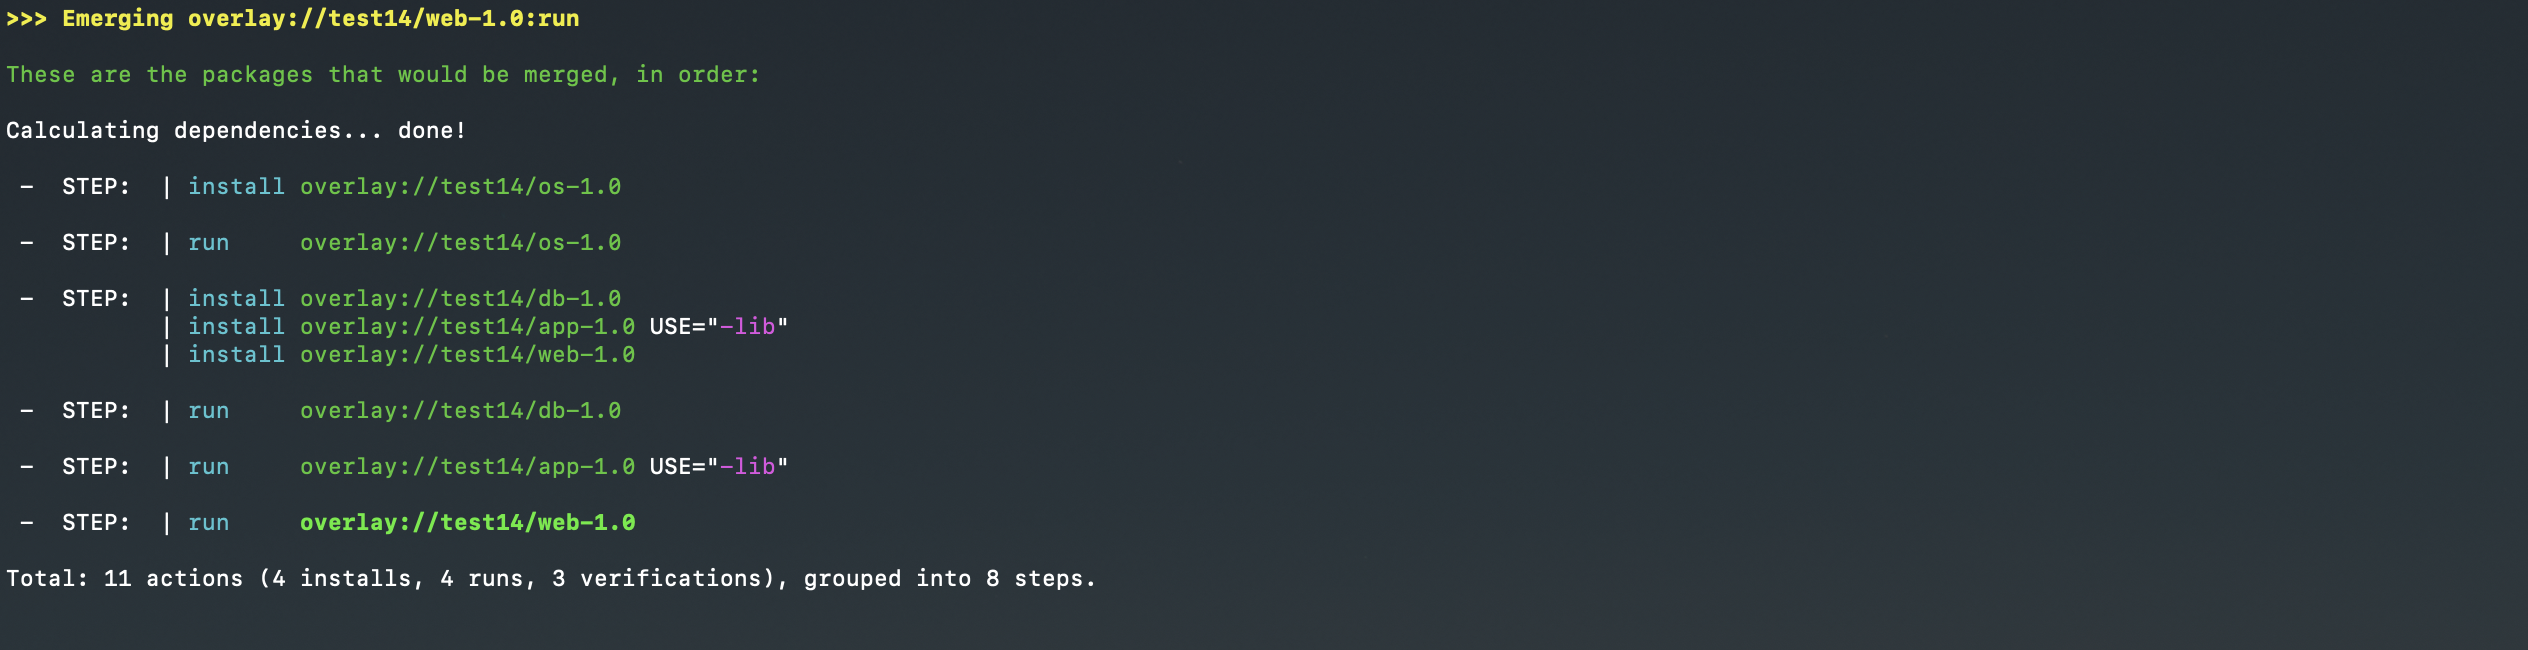 >>> Emerging overlay://test14/web-1.0:run
These are the packages that would be merged, in order:
Calculating dependencies... done!
 -  STEP:  | install overlay://test14/os-1.0
 -  STEP:  | run     overlay://test14/os-1.0
 -  STEP:  | install overlay://test14/db-1.0
           | install overlay://test14/app-1.0 USE="-lib"
           | install overlay://test14/web-1.0
 -  STEP:  | run     overlay://test14/db-1.0
 -  STEP:  | run     overlay://test14/app-1.0 USE="-lib"
 -  STEP:  | run     overlay://test14/web-1.0
Total: 11 actions (4 installs, 4 runs, 3 verifications), grouped into 8 steps.